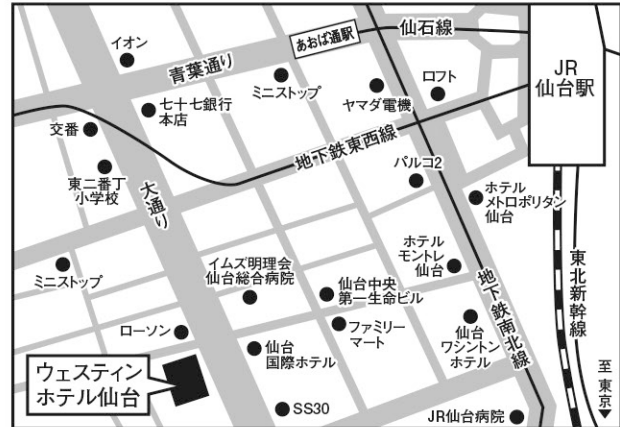 イオン
青葉通り
あおば通駅
仙石線
JR
仙台駅
ミニストップ
ヤマダ電機
ロフト
七十七銀行
本店
交番
地下鉄東西線
東二番丁
小学校
大通り
パルコ2
ホテル
メトロポリタン
仙台
ミニストップ
イムズ明理会
仙台総合病院
仙台中央
第一生命ビル
ホテル
モントレ
仙台
地下鉄南北線
東北新幹線
ローソン
ファミリー
マート
仙台
ワシントン
ホテル
仙台
国際ホテル
ウェスティン
ホテル仙台
SS30
JR仙台病院
至 東京